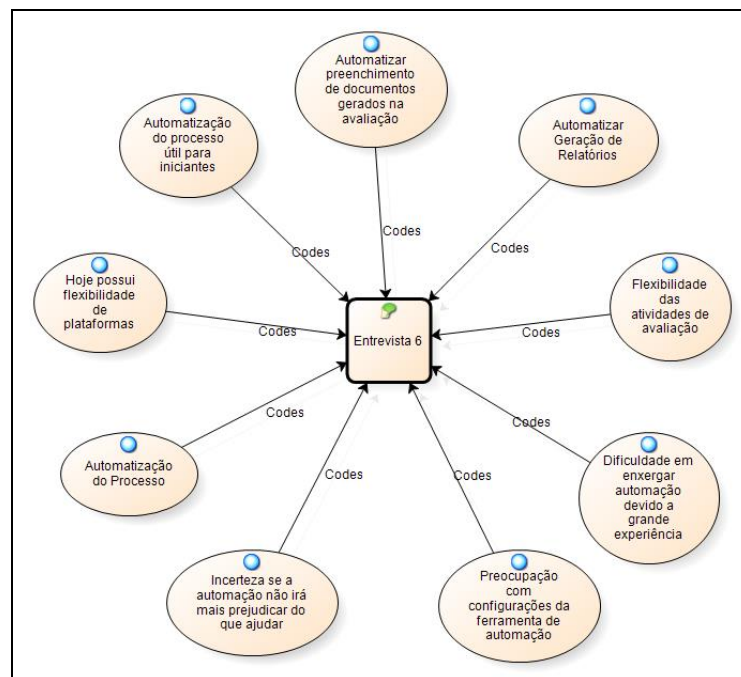 Automatizar
preenchimento
de documentos
gerados na
avaliação
Automatização
do processo
útil para
iniciantes
Automatizar
Geração de
Relatórios
Codes
Codes
Codes
Hoje possui
flexibilidade
de
plataformas
Codes
Entrevista 6
Codes
Flexibilidade
das
atividades de
avaliação
Automatização
do Processo
Codes
Codes
Codes
Codes
Dificuldade em
enxergar
automação
devido a
grande
experiência
Incerteza se a
automação não irá
mais prejudicar do
que ajudar
Preocupação
com
configurações da
ferramenta de
automação